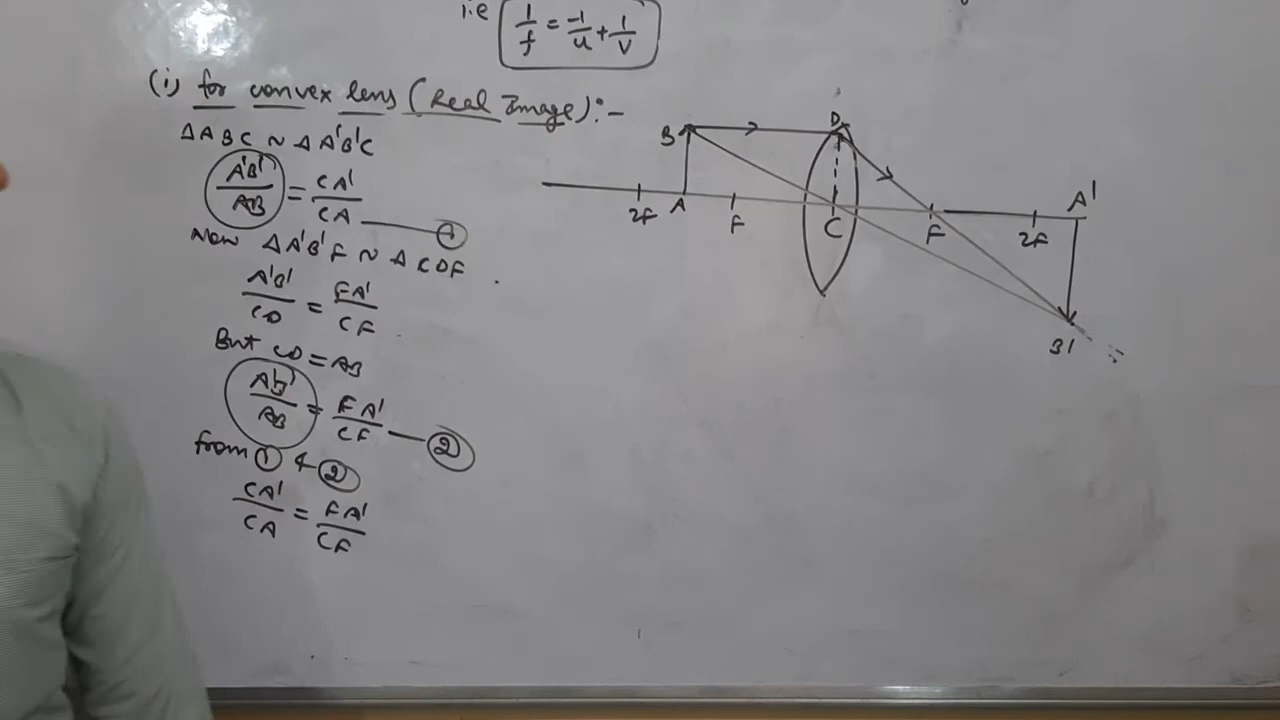 i.e 1/f = -1/u + 1/v
(i) for convex lens (Real Image):-
ΔABC ~ ΔA'B'C
A'B'/AB = CA'/CA — ①
Now ΔA'B'F ~ ΔCDF
A'B'/CD = FA'/CF
But CD = AB
A'B'/AB = FA'/CF — ②
from ① & ②
CA'/CA = FA'/CF
B D
2F A F C F 2F A'
B'